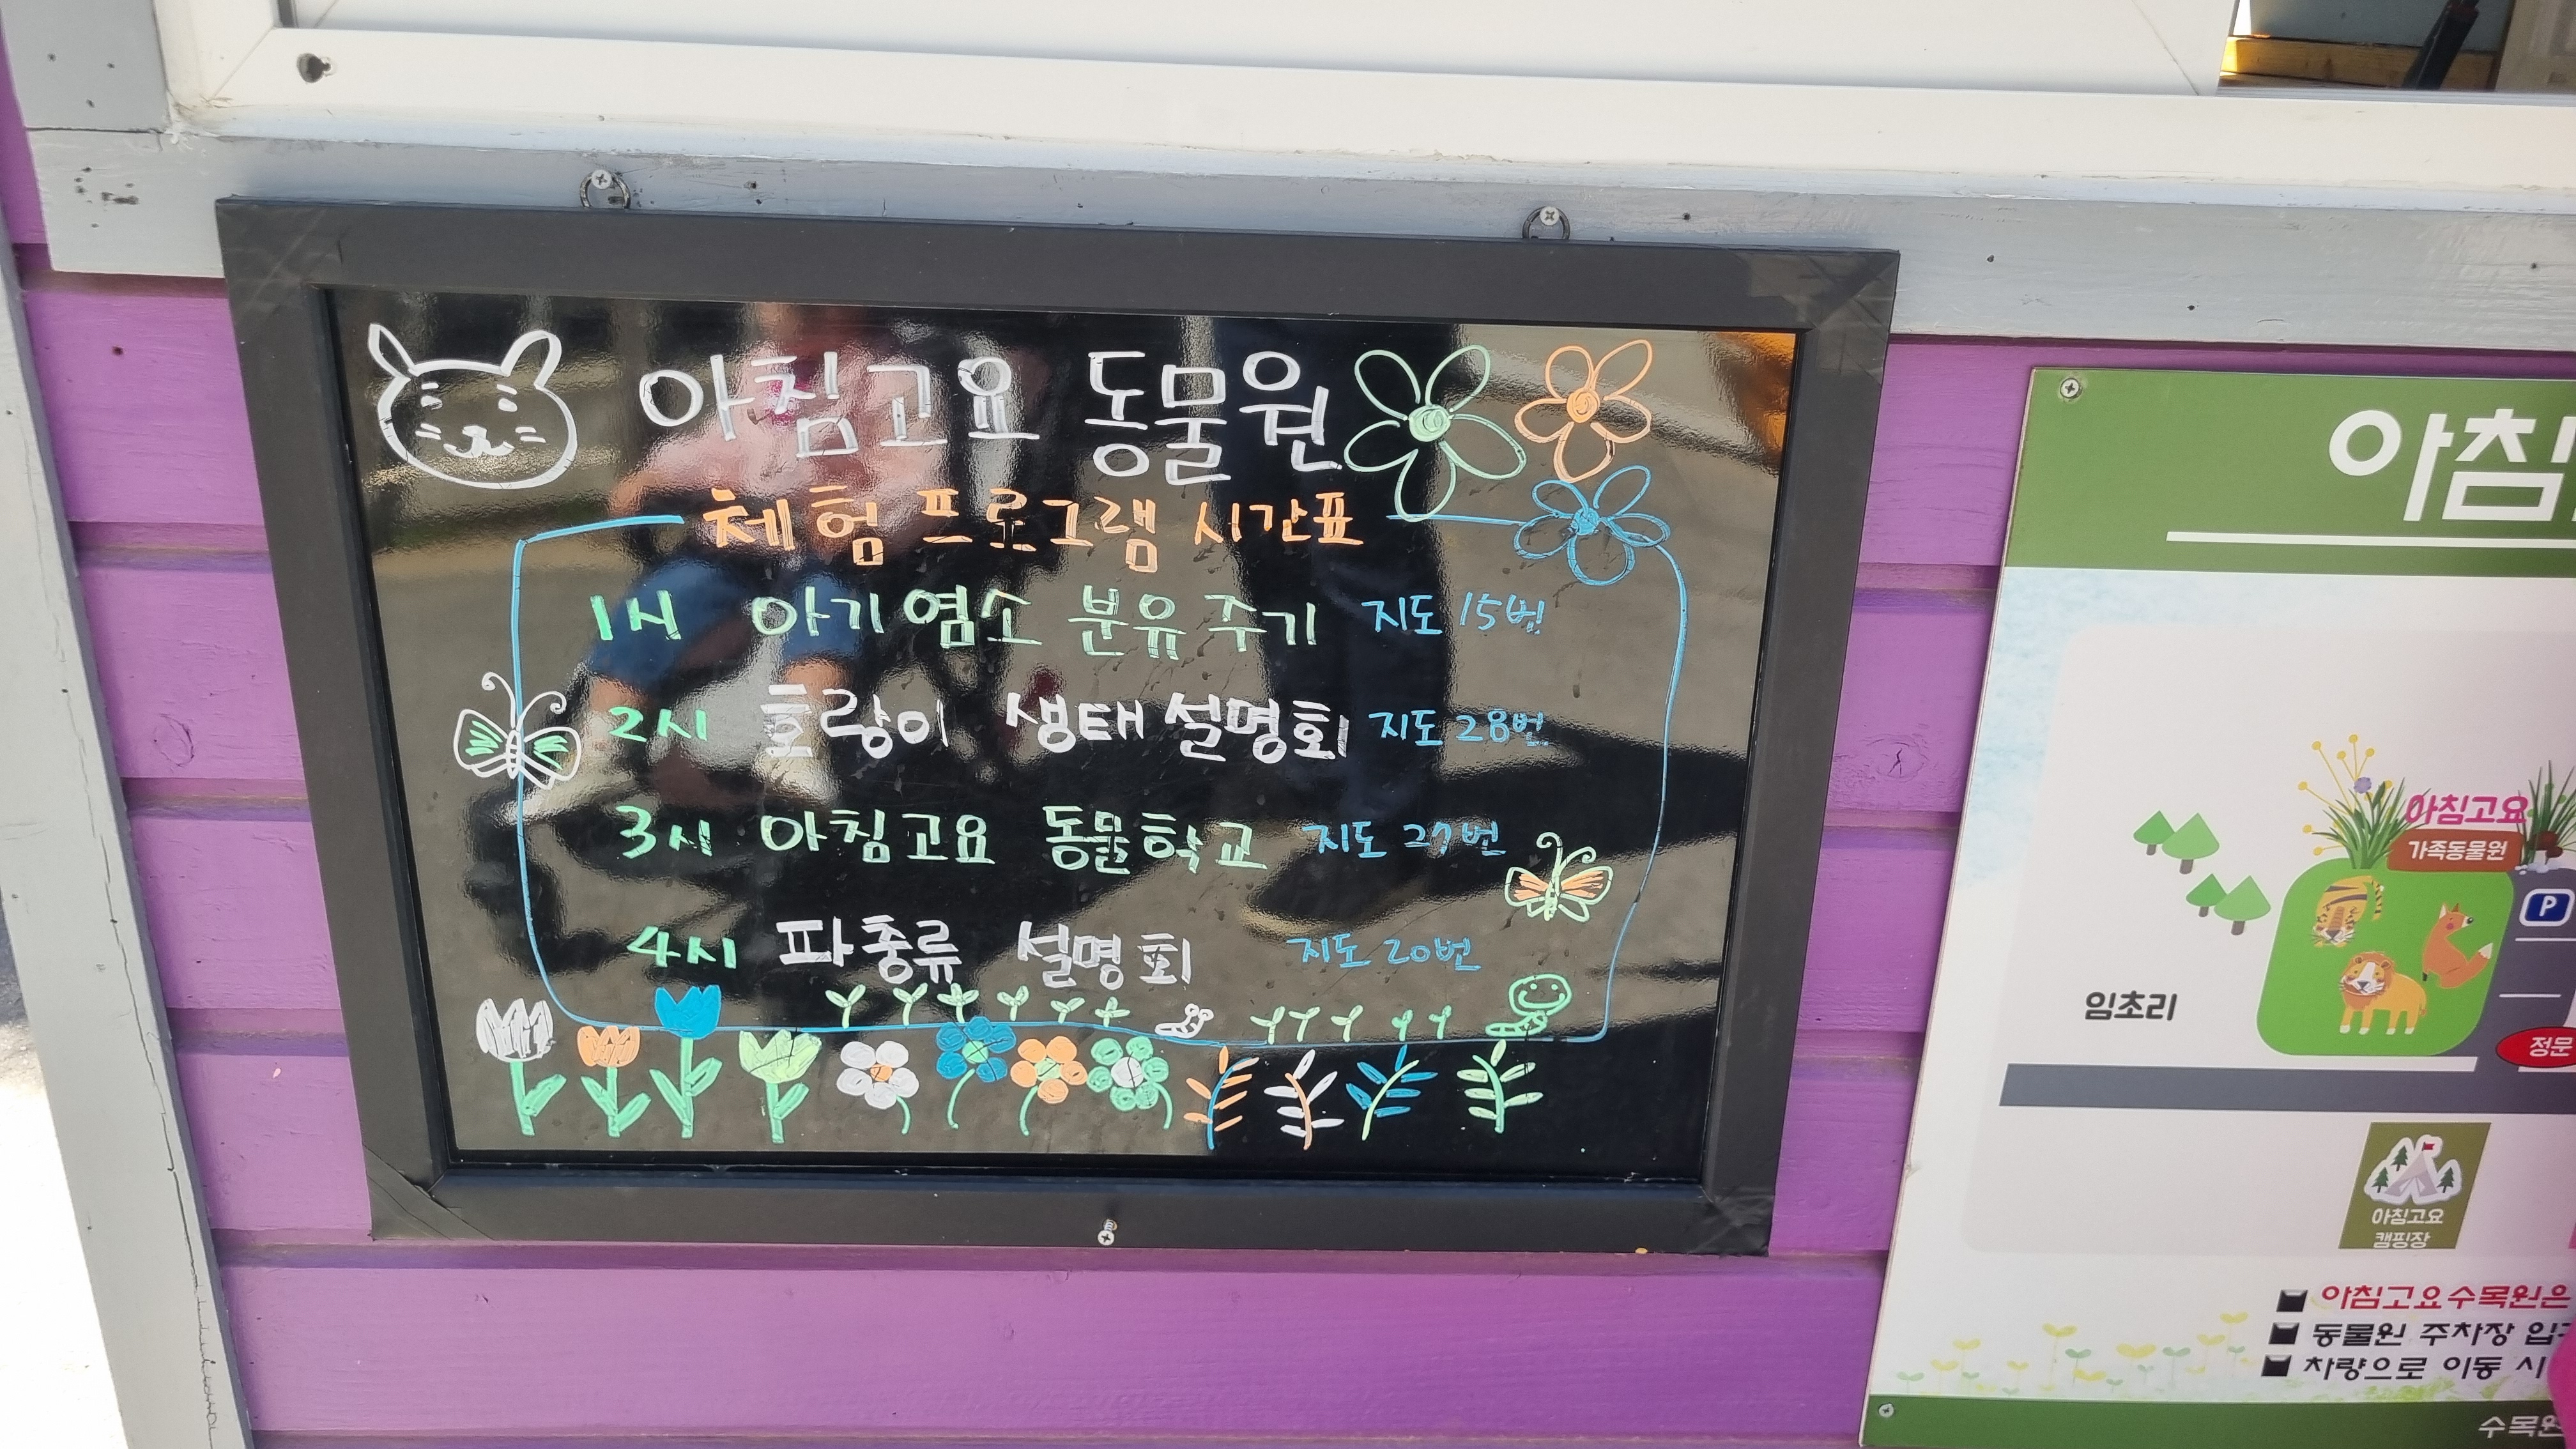 아침고요 동물원
체험 프로그램 시간표
1시 아기염소 분유주기 지도 15번
2시 호랑이 생태 설명회 지도 28번
3시 아침고요 동물학교 지도 27번
4시 파충류 설명회 지도 20번
아침
아침고요
가족동물원
P
임초리
정문
아침고요
캠핑장
아침고요수목원은
동물원 주차장 입
차량으로 이동 시
수목원